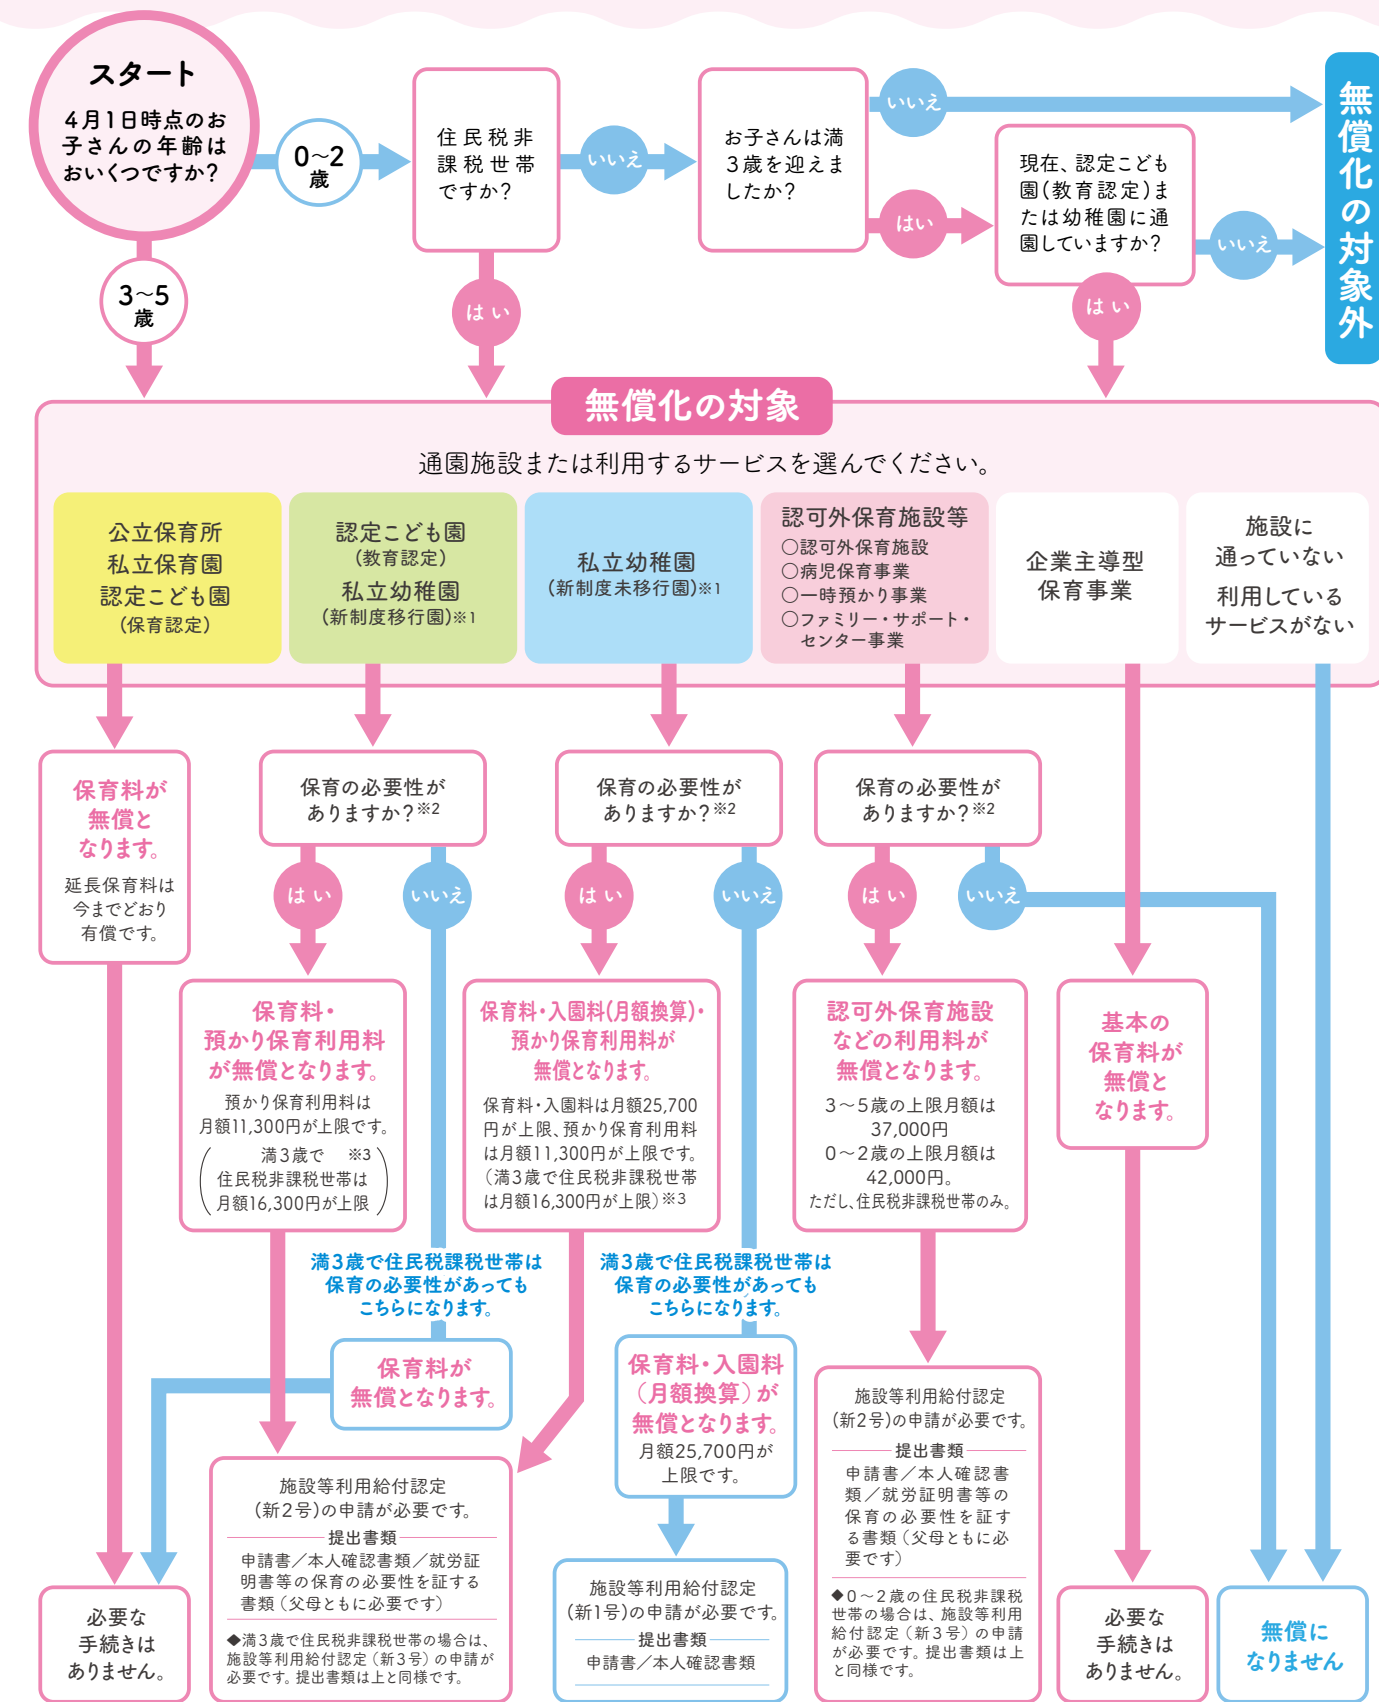 スタート
4月1日時点のお
子さんの年齢は
おいくつですか?
0〜2
歳
住民税非
課税世帯
ですか?
いいえ
お子さんは満
3歳を迎えま
したか?
いいえ
はい
現在、認定こども
園(教育認定)ま
たは幼稚園に通
園していますか?
いいえ
無償化の対象外
3〜5
歳
はい
はい
無償化の対象
通園施設または利用するサービスを選んでください。
公立保育所
私立保育園
認定こども園
(保育認定)
認定こども園
(教育認定)
私立幼稚園
(新制度移行園)※1
私立幼稚園
(新制度未移行園)※1
認可外保育施設等
○認可外保育施設
○病児保育事業
○一時預かり事業
○ファミリー・サポート・
センター事業
企業主導型
保育事業
施設に
通っていない
利用している
サービスがない
保育料が
無償と
なります。
延長保育料は
今までどおり
有償です。
保育の必要性が
ありますか?※2
保育の必要性が
ありますか?※2
保育の必要性が
ありますか?※2
はい
いいえ
はい
いいえ
はい
いいえ
保育料・
預かり保育利用料
が無償となります。
預かり保育利用料は
月額11,300円が上限です。
(満3歳で ※3
住民税非課税世帯は
月額16,300円が上限)
保育料・入園料(月額換算)・
預かり保育利用料が
無償となります。
保育料・入園料は月額25,700
円が上限、預かり保育利用料
は月額11,300円が上限です。
(満3歳で住民税非課税世帯
は月額16,300円が上限)※3
認可外保育施設
などの利用料が
無償となります。
3〜5歳の上限月額は
37,000円
0〜2歳の上限月額は
42,000円。
ただし、住民税非課税世帯のみ。
基本の
保育料が
無償と
なります。
満3歳で住民税課税世帯は
保育の必要性があっても
こちらになります。
満3歳で住民税課税世帯は
保育の必要性があっても
こちらになります。
保育料が
無償となります。
保育料・入園料
(月額換算)が
無償となります。
月額25,700円が
上限です。
必要な
手続きは
ありません。
施設等利用給付認定
(新2号)の申請が必要です。
提出書類
申請書/本人確認書類/就労証
明書等の保育の必要性を証する
書類(父母ともに必要です)
◆満3歳で住民税非課税世帯の場合は、
施設等利用給付認定(新3号)の申請が
必要です。提出書類は上と同様です。
施設等利用給付認定
(新1号)の申請が必要です。
提出書類
申請書/本人確認書類
施設等利用給付認定
(新2号)の申請が必要です。
提出書類
申請書/本人確認書
類/就労証明書等の
保育の必要性を証す
る書類(父母ともに必
要です)
◆0〜2歳の住民税非課税
世帯の場合は、施設等利用
給付認定(新3号)の申請
が必要です。提出書類は上
と同様です。
必要な
手続きは
ありません。
無償に
なりません